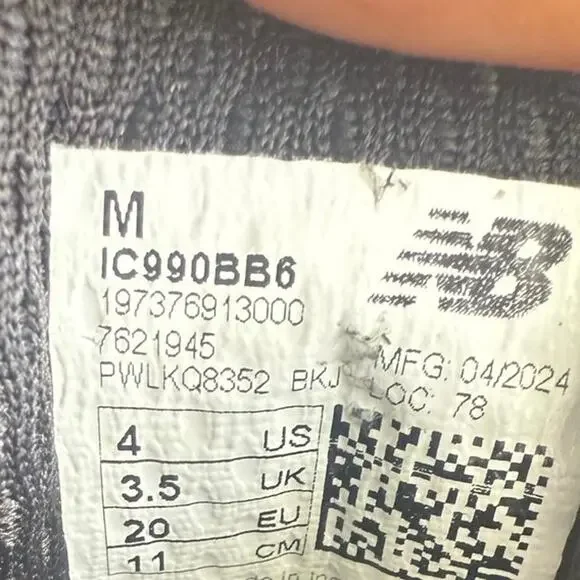 M
NB
IC990BB6
197376913000
7621945
PWLKQ8352 BKJ
MFG: 04/2024
LOC: 78
4 US
3.5 UK
20 EU
11 CM